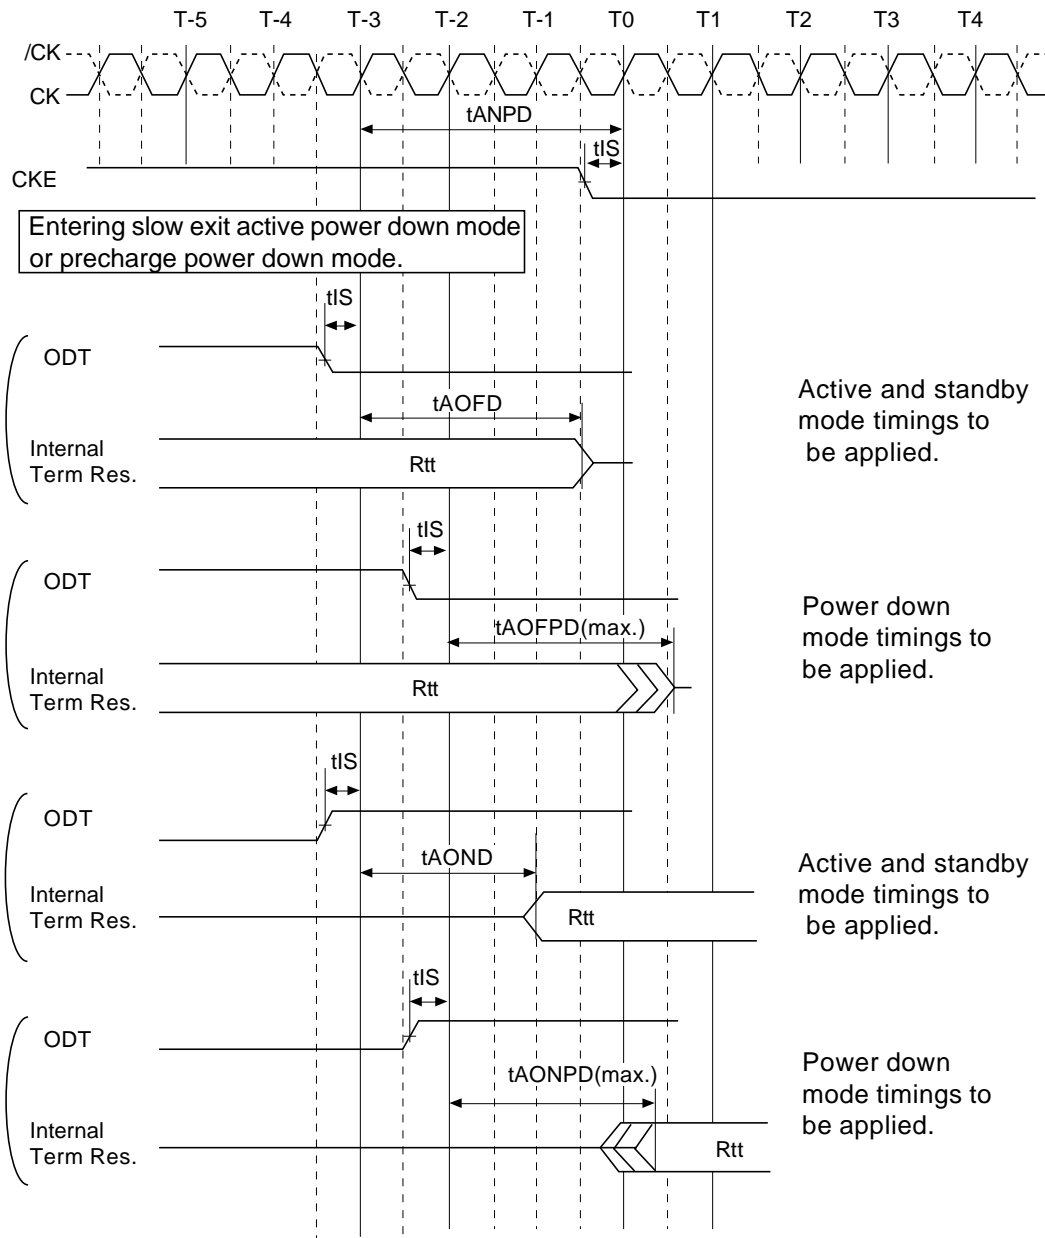 T-5 T-4 T-3 T-2 T-1 T0 T1 T2 T3 T4
/CK
CK
tANPD
tIS
CKE
Entering slow exit active power down mode
or precharge power down mode.
tIS
ODT
tAOFD
Internal
Term Res.
Rtt
Active and standby
mode timings to
be applied.
tIS
ODT
tAOFPD(max.)
Internal
Term Res.
Rtt
Power down
mode timings to
be applied.
tIS
ODT
tAOND
Internal
Term Res.
Rtt
Active and standby
mode timings to
be applied.
tIS
ODT
tAONPD(max.)
Internal
Term Res.
Rtt
Power down
mode timings to
be applied.